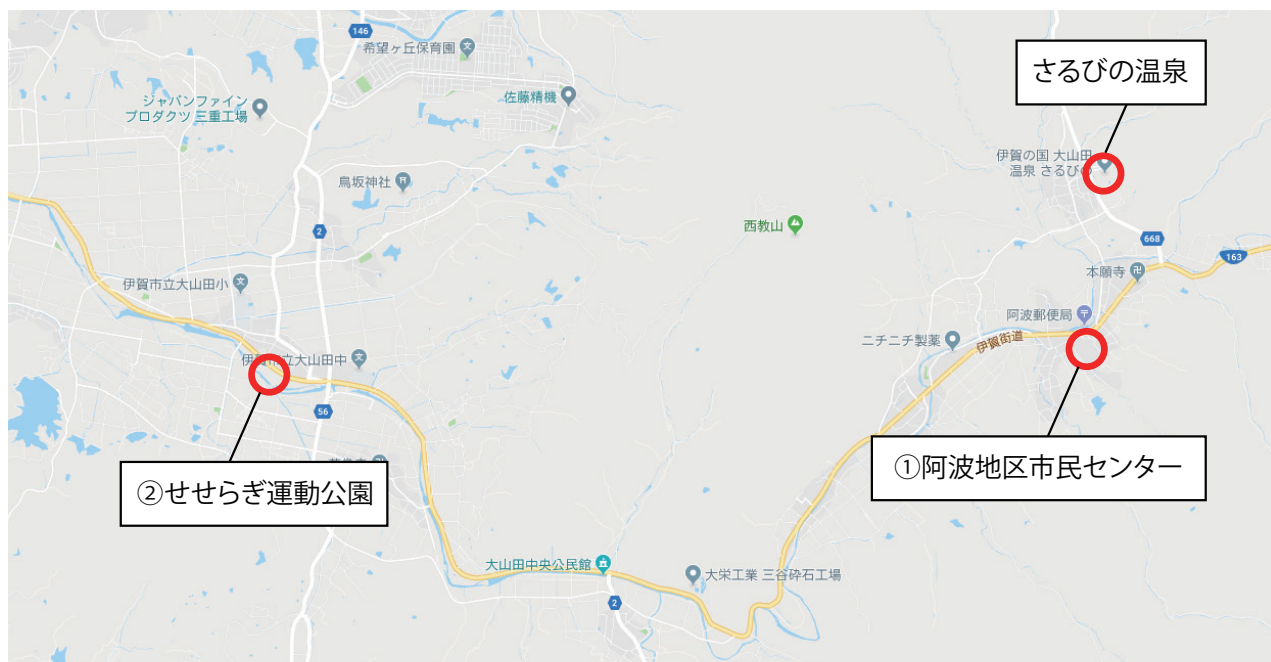 146
希望ヶ丘保育園
さるびの温泉
ジャパンファイン
プロダクツ 三重工場
佐藤精機
伊賀の国 大山田
温泉 さるびの
鳥坂神社
西教山
2
668
163
本願寺
伊賀市立大山田小
阿波郵便局
ニチニチ製薬
伊賀街道
伊賀市立大山田中
56
①阿波地区市民センター
②せせらぎ運動公園
大山田中央公民館
大栄工業 三谷砕石工場
2